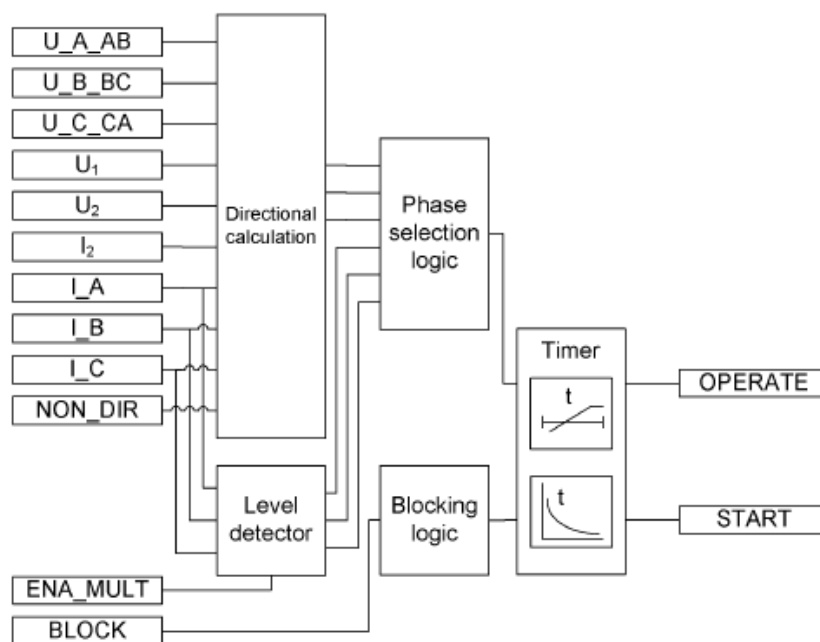 U_A_AB
U_B_BC
U_C_CA
U₁
U₂
I₂
I_A
I_B
I_C
NON_DIR
ENA_MULT
BLOCK
Directional
calculation
Level
detector
Phase
selection
logic
Blocking
logic
Timer
t
t
OPERATE
START